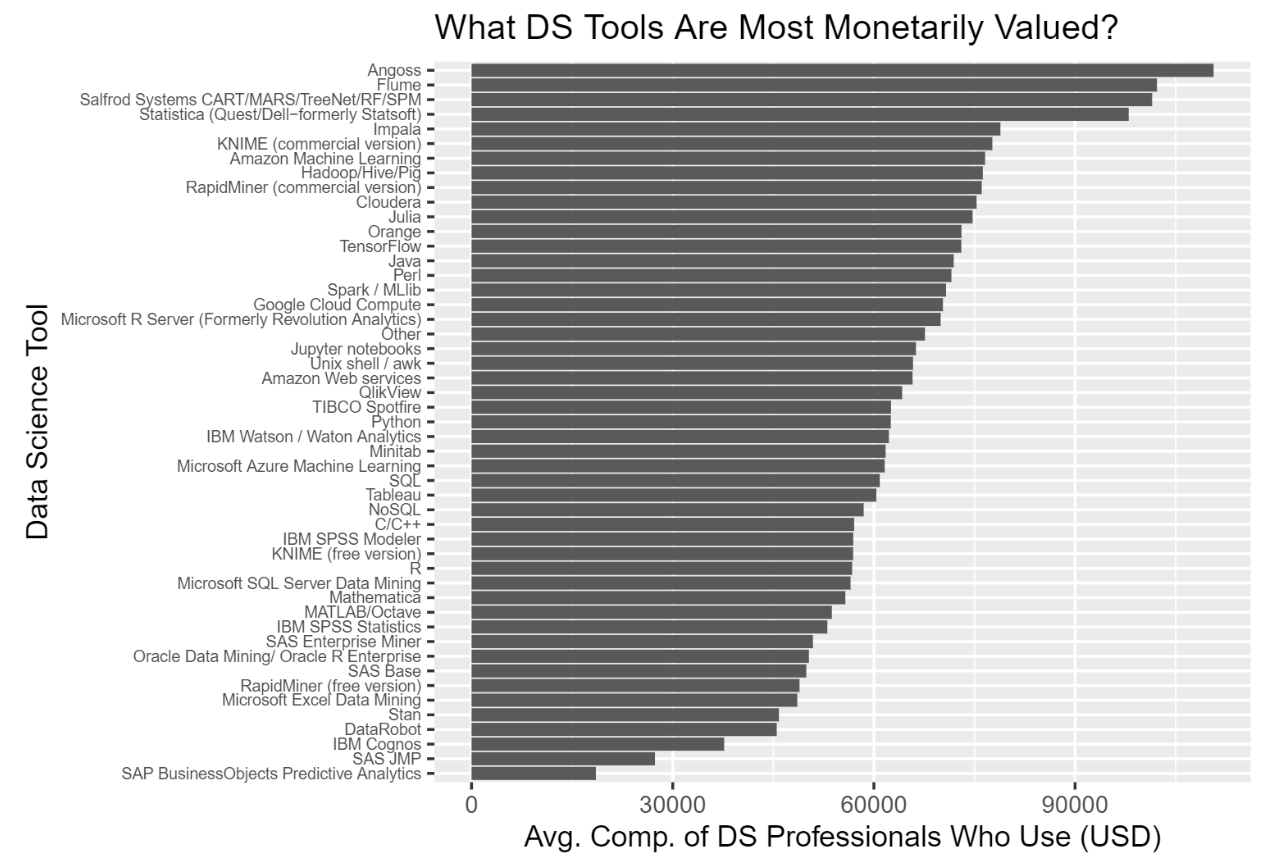 What DS Tools Are Most Monetarily Valued?
Data Science Tool
Angoss
Flume
Salfrod Systems CART/MARS/TreeNet/RF/SPM
Statistica (Quest/Dell−formerly Statsoft)
Impala
KNIME (commercial version)
Amazon Machine Learning
Hadoop/Hive/Pig
RapidMiner (commercial version)
Cloudera
Julia
Orange
TensorFlow
Java
Perl
Spark / MLlib
Google Cloud Compute
Microsoft R Server (Formerly Revolution Analytics)
Other
Jupyter notebooks
Unix shell / awk
Amazon Web services
QlikView
TIBCO Spotfire
Python
IBM Watson / Waton Analytics
Minitab
Microsoft Azure Machine Learning
SQL
Tableau
NoSQL
C/C++
IBM SPSS Modeler
KNIME (free version)
R
Microsoft SQL Server Data Mining
Mathematica
MATLAB/Octave
IBM SPSS Statistics
SAS Enterprise Miner
Oracle Data Mining/ Oracle R Enterprise
SAS Base
RapidMiner (free version)
Microsoft Excel Data Mining
Stan
DataRobot
IBM Cognos
SAS JMP
SAP BusinessObjects Predictive Analytics
0 30000 60000 90000
Avg. Comp. of DS Professionals Who Use (USD)